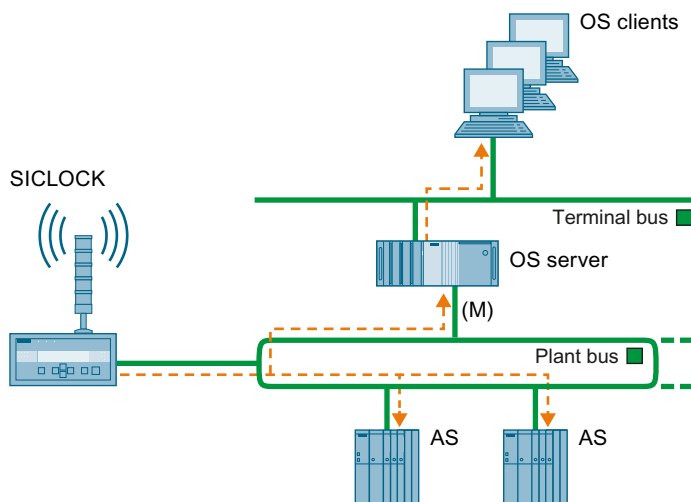 OS clients
SICLOCK
Terminal bus
OS server
(M)
Plant bus
AS
AS